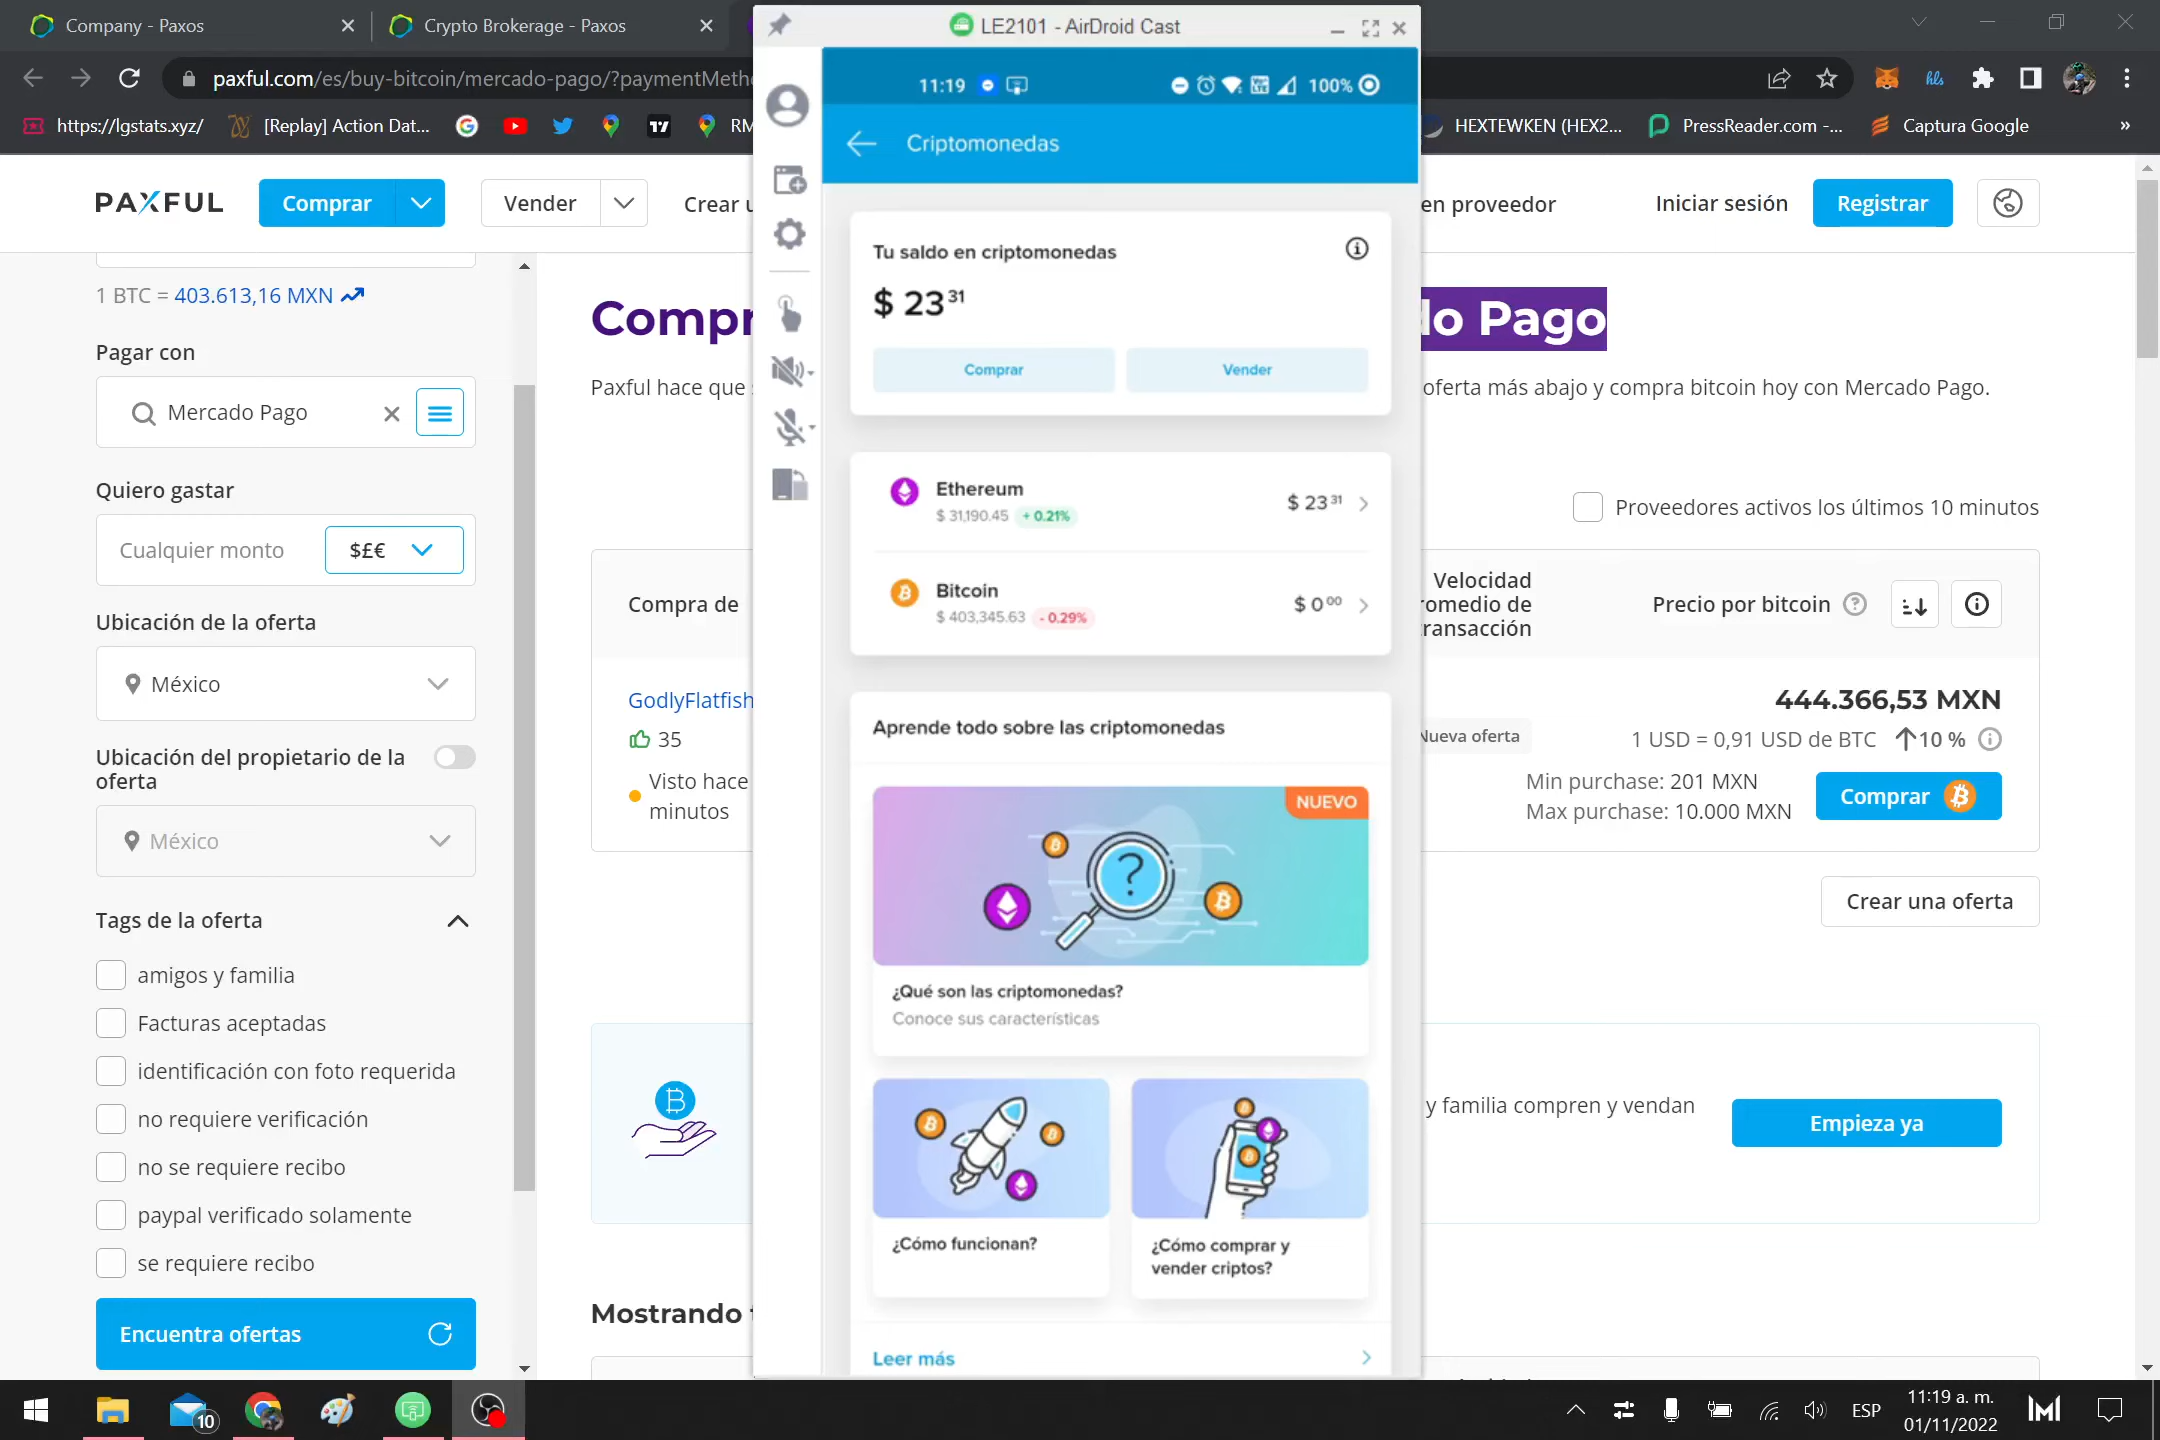 Company - Paxos
Crypto Brokerage - Paxos
LE2101 - AirDroid Cast
paxful.com/es/buy-bitcoin/mercado-pago/?paymentMeth
https://lgstats.xyz/
[Replay] Action Dat...
HEXTEWKEN (HEX2...
PressReader.com -...
Captura Google
»
PAXFUL
Comprar
Vender
Crear
en proveedor
Iniciar sesión
Registrar
1 BTC = 403.613,16 MXN
Pagar con
Mercado Pago
Quiero gastar
Cualquier monto
$£€
Ubicación de la oferta
México
Ubicación del propietario de la
oferta
México
Tags de la oferta
amigos y familia
Facturas aceptadas
identificación con foto requerida
no requiere verificación
no se requiere recibo
paypal verificado solamente
se requiere recibo
Encuentra ofertas
Compr
do Pago
Paxful hace que
oferta más abajo y compra bitcoin hoy con Mercado Pago.
Proveedores activos los últimos 10 minutos
Compra de
Velocidad
romedio de
transacción
Precio por bitcoin
GodlyFlatfish
35
Visto hace
minutos
Nueva oferta
444.366,53 MXN
1 USD = 0,91 USD de BTC
10 %
Min purchase: 201 MXN
Max purchase: 10.000 MXN
Comprar
Crear una oferta
y familia compren y vendan
Empieza ya
Mostrando
11:19
100%
Criptomonedas
Tu saldo en criptomonedas
$ 23 31
Comprar
Vender
Ethereum
$ 31,190.45
+ 0.21%
$ 23 31
Bitcoin
$ 403,345.63
- 0.29%
$ 0 00
Aprende todo sobre las criptomonedas
NUEVO
¿Qué son las criptomonedas?
Conoce sus características
¿Cómo funcionan?
¿Cómo comprar y
vender criptos?
Leer más
10
ESP
11:19 a. m.
01/11/2022